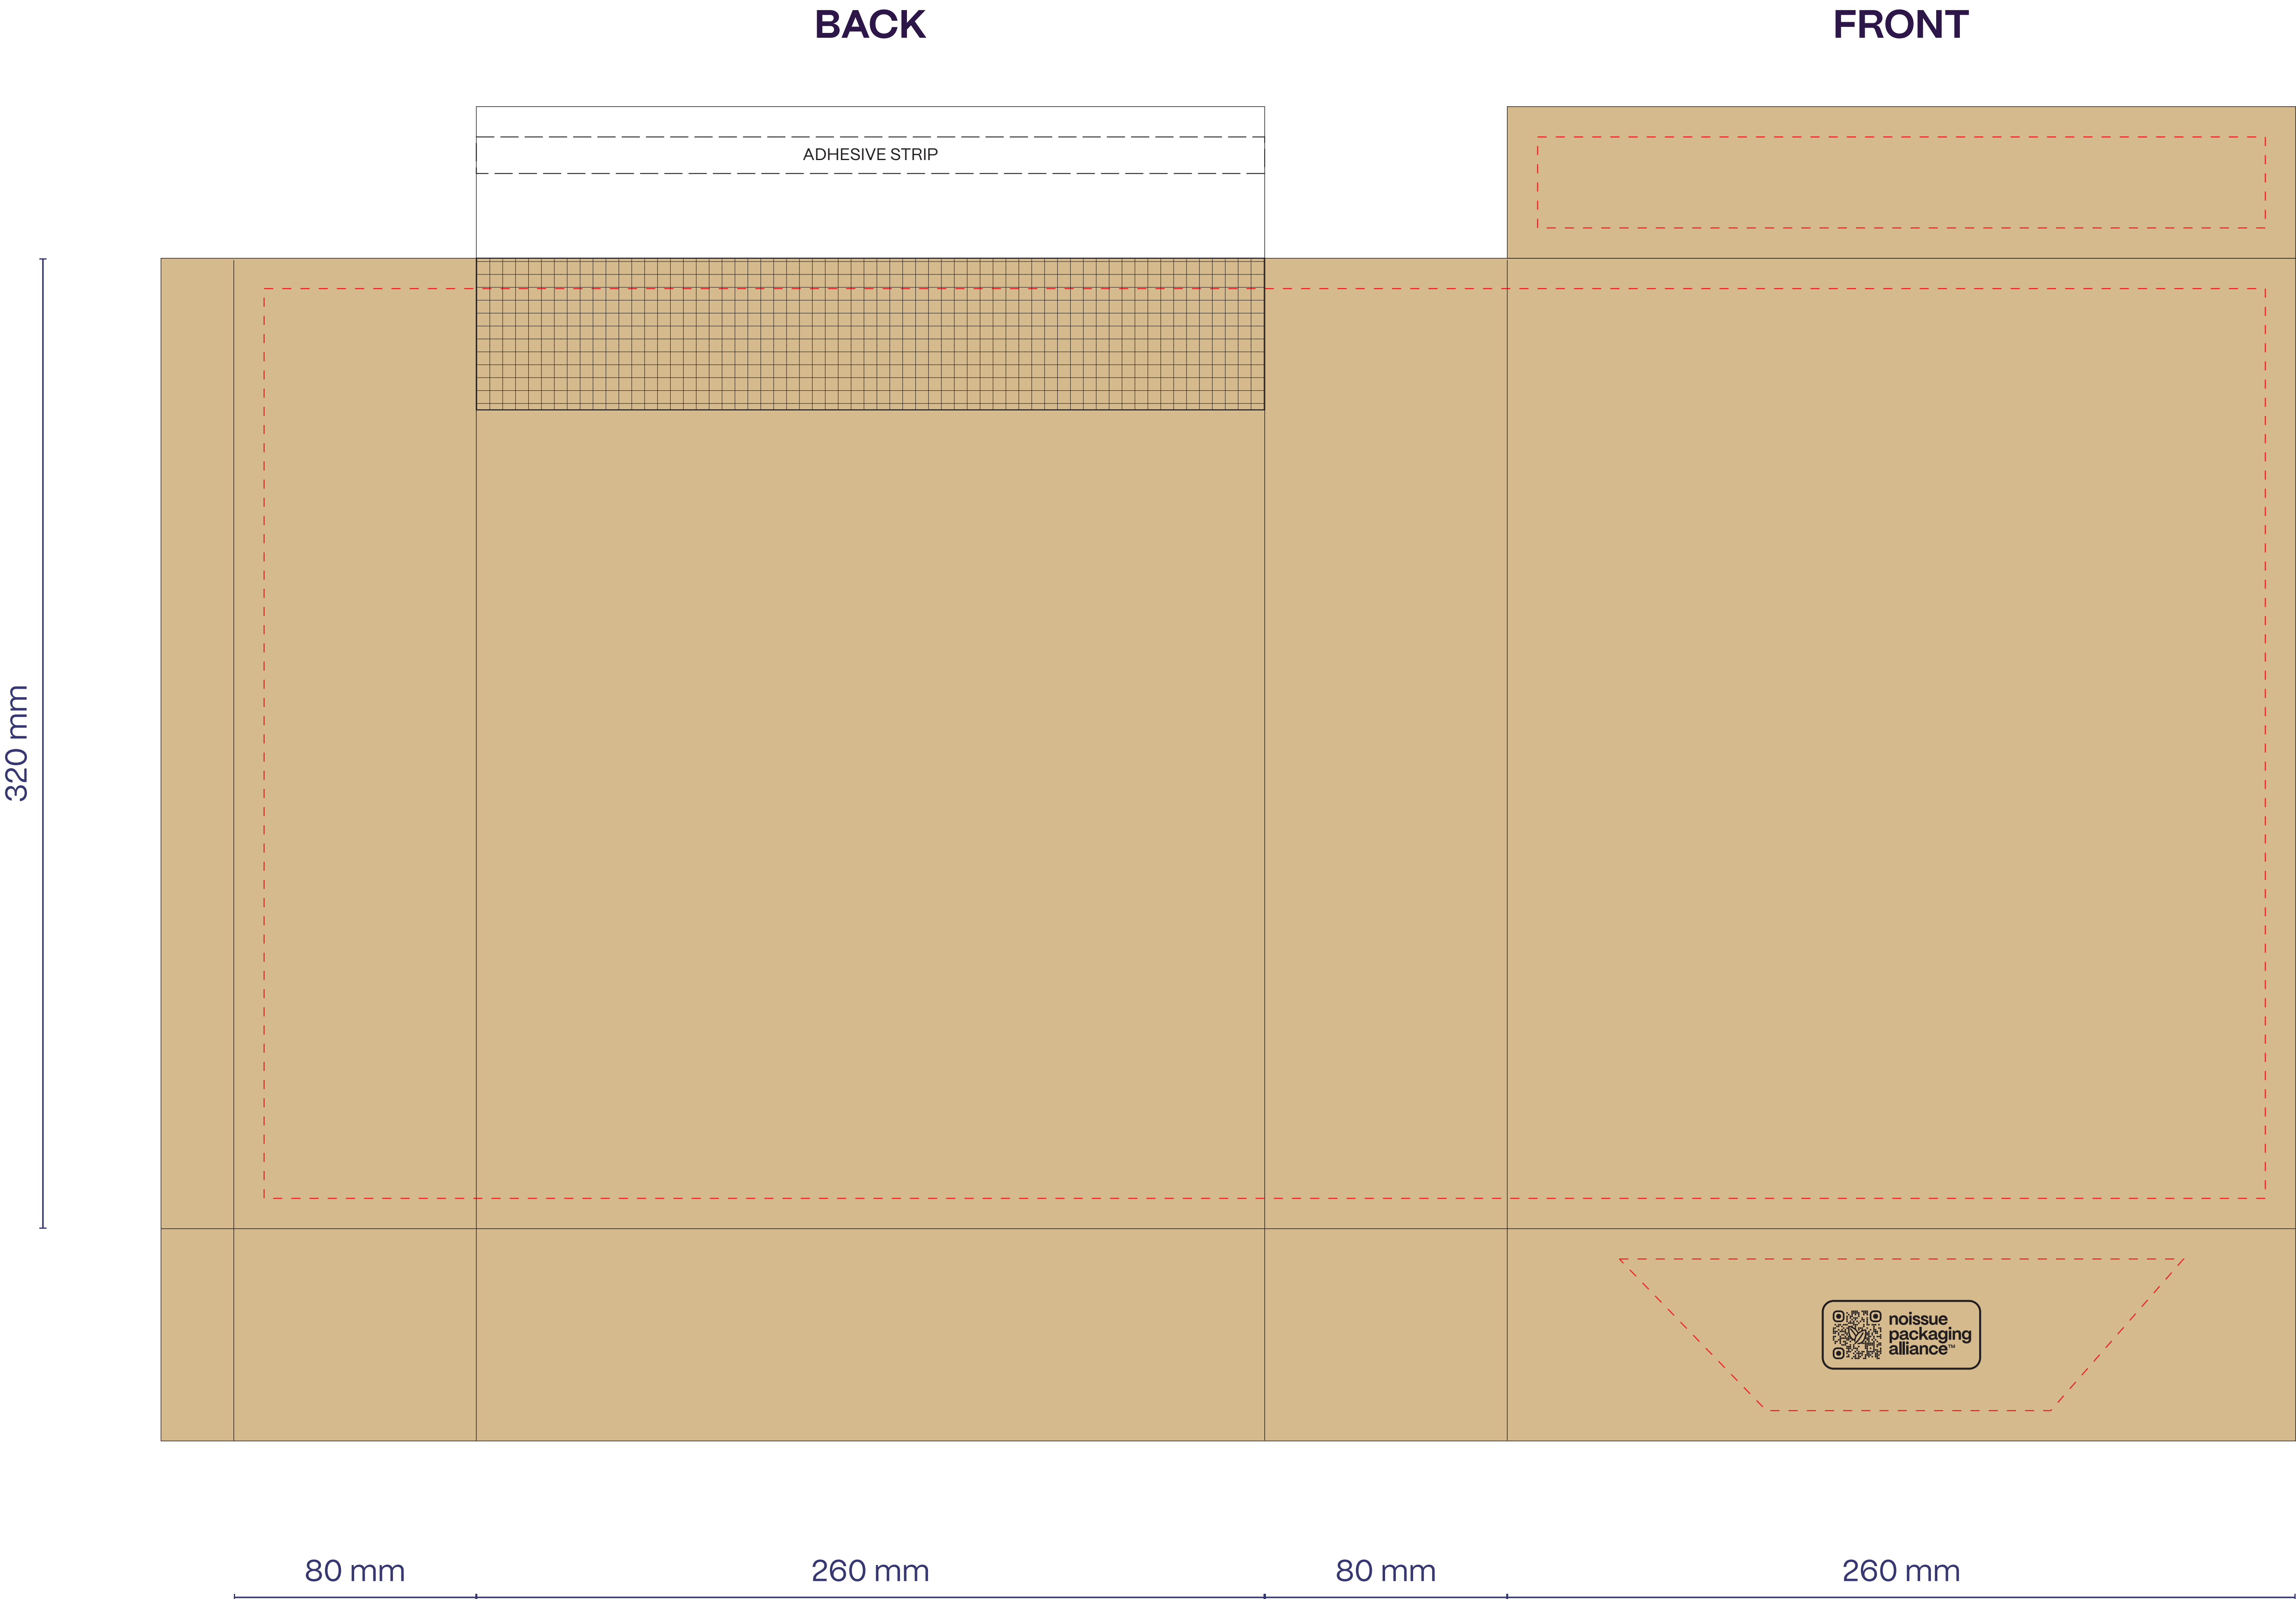 BACK
FRONT
ADHESIVE STRIP
320 mm
noissue
packaging
alliance™
80 mm
260 mm
80 mm
260 mm